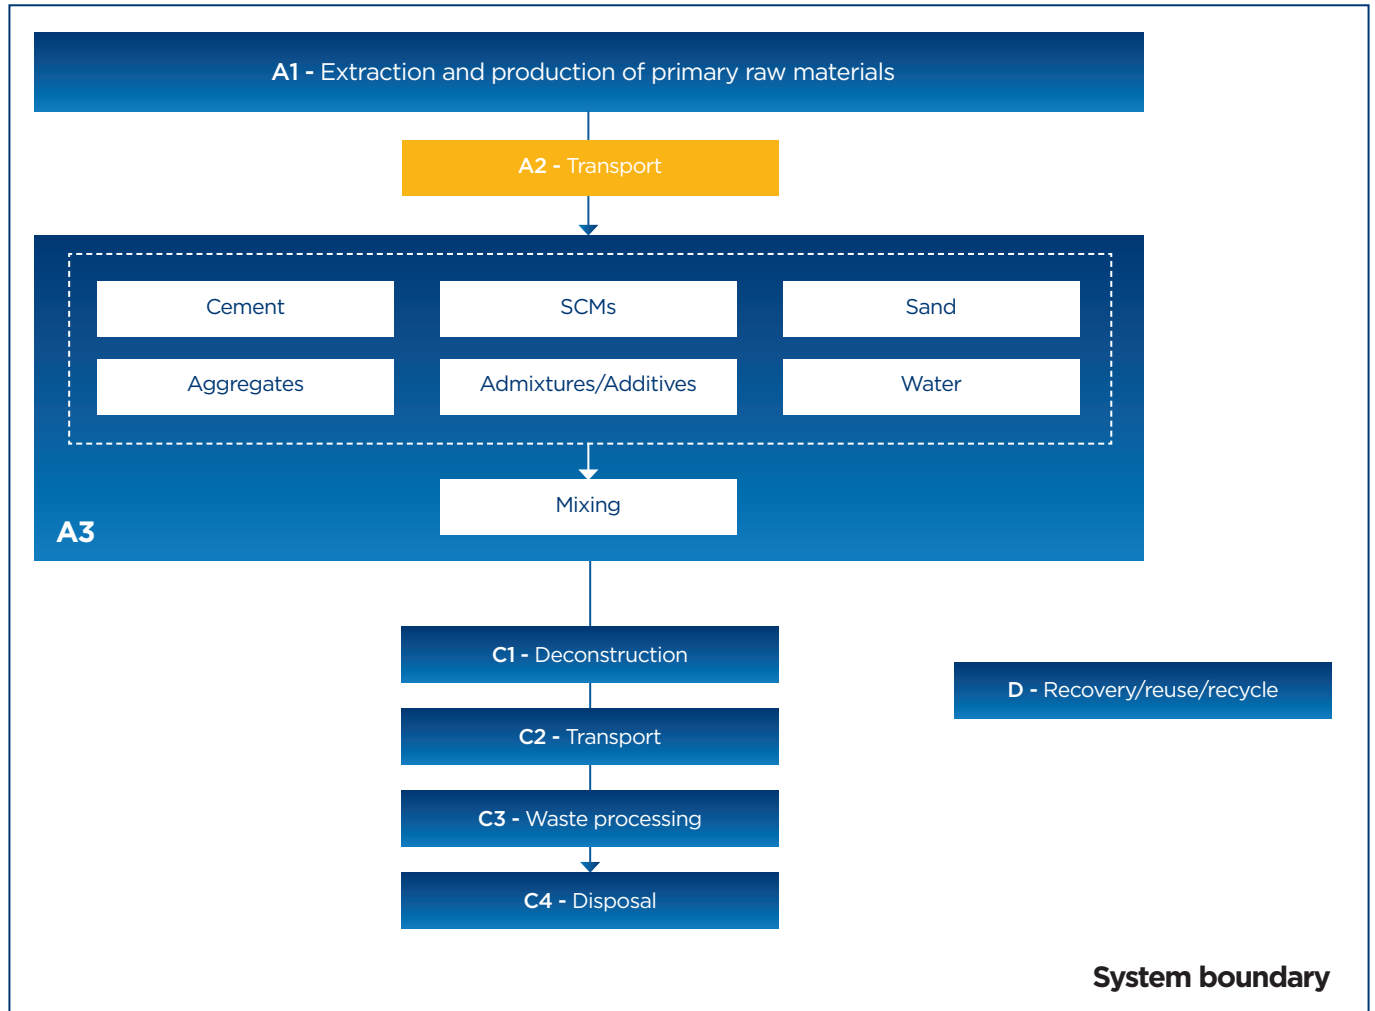 A1 - Extraction and production of primary raw materials
A2 - Transport
Cement
SCMs
Sand
Aggregates
Admixtures/Additives
Water
Mixing
A3
C1 - Deconstruction
D - Recovery/reuse/recycle
C2 - Transport
C3 - Waste processing
C4 - Disposal
System boundary